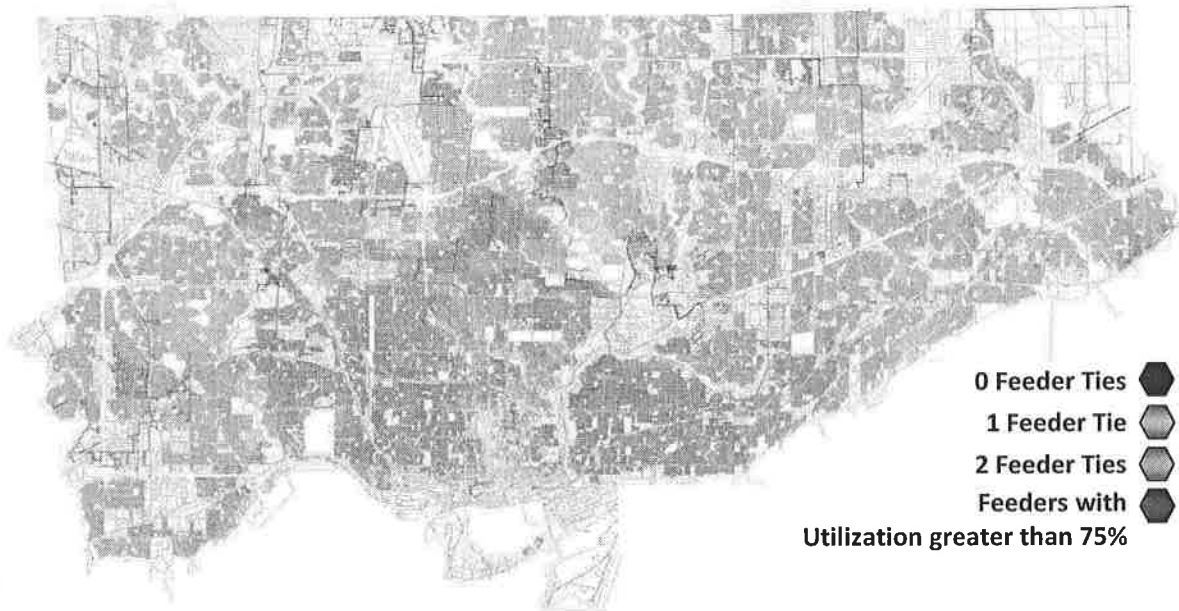 0 Feeder Ties
1 Feeder Tie
2 Feeder Ties
Feeders with
Utilization greater than 75%